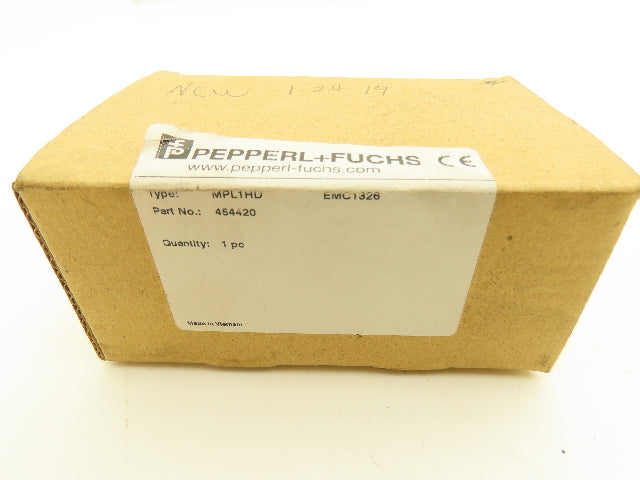 NEW 1-20 19
PEPPERL+FUCHS CE
www.pepperl-fuchs.com
Type: MPL1HD EMC1326
Part No.: 454420
Quantity: 1 pc
Made in Vietnam